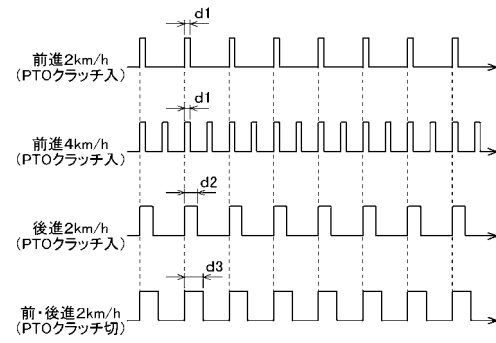 d1
前進2km/h
(PTOクラッチ入)
d1
前進4km/h
(PTOクラッチ入)
d2
後進2km/h
(PTOクラッチ入)
d3
前・後進2km/h
(PTOクラッチ切)